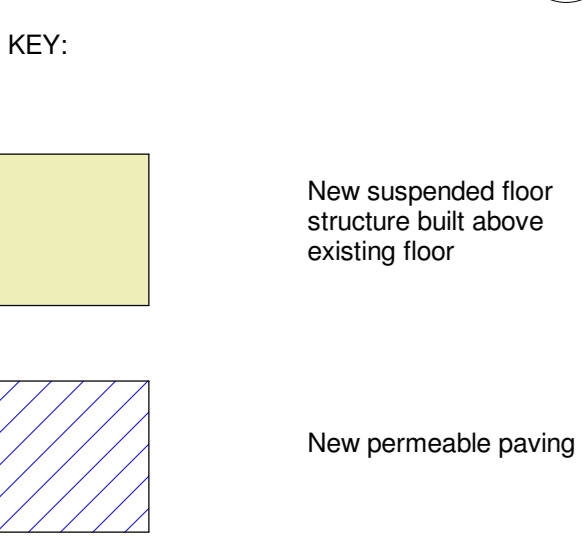 KEY:
New suspended floor
structure built above
existing floor
New permeable paving